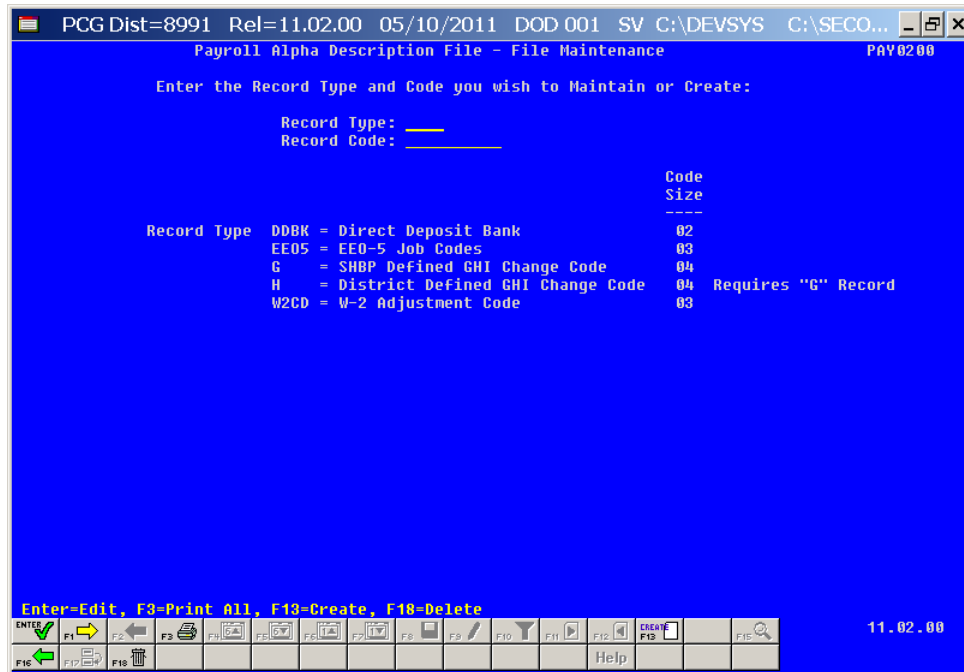 PCG Dist=8991 Rel=11.02.00 05/10/2011 DOD 001 SV C:\DEVSYS C:\SECO...
Payroll Alpha Description File - File Maintenance PAY0200
Enter the Record Type and Code you wish to Maintain or Create:
Record Type: ____
Record Code: __________
Code
Size
----
Record Type DDBK = Direct Deposit Bank 02
EEO5 = EEO-5 Job Codes 03
G = SHBP Defined GHI Change Code 04
H = District Defined GHI Change Code 04 Requires "G" Record
W2CD = W-2 Adjustment Code 03
Enter=Edit, F3=Print All, F13=Create, F18=Delete
ENTER F1 F2 F3 F4 F5 F6 F7 F8 F9 F10 F11 F12 CREATE F13 F15 11.02.00
F16 F17 F18 Help